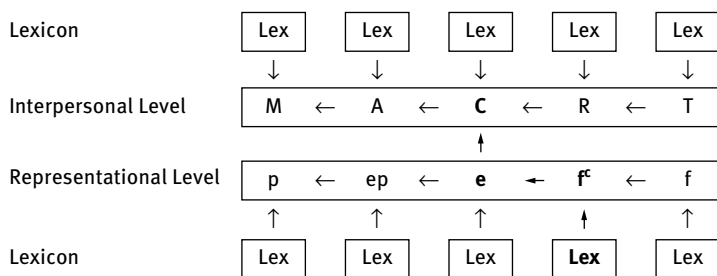 Lexicon Lex Lex Lex Lex Lex
↓ ↓ ↓ ↓ ↓
Interpersonal Level M ← A ← C ← R ← T
↑
Representational Level p ← ep ← e ← fᶜ ← f
↑ ↑ ↑ ↑ ↑
Lexicon Lex Lex Lex Lex Lex